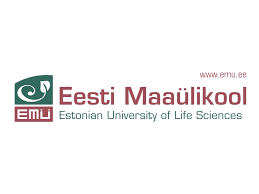 www.emu.ee
Eesti Maaülikool
EMÜ
Estonian University of Life Sciences